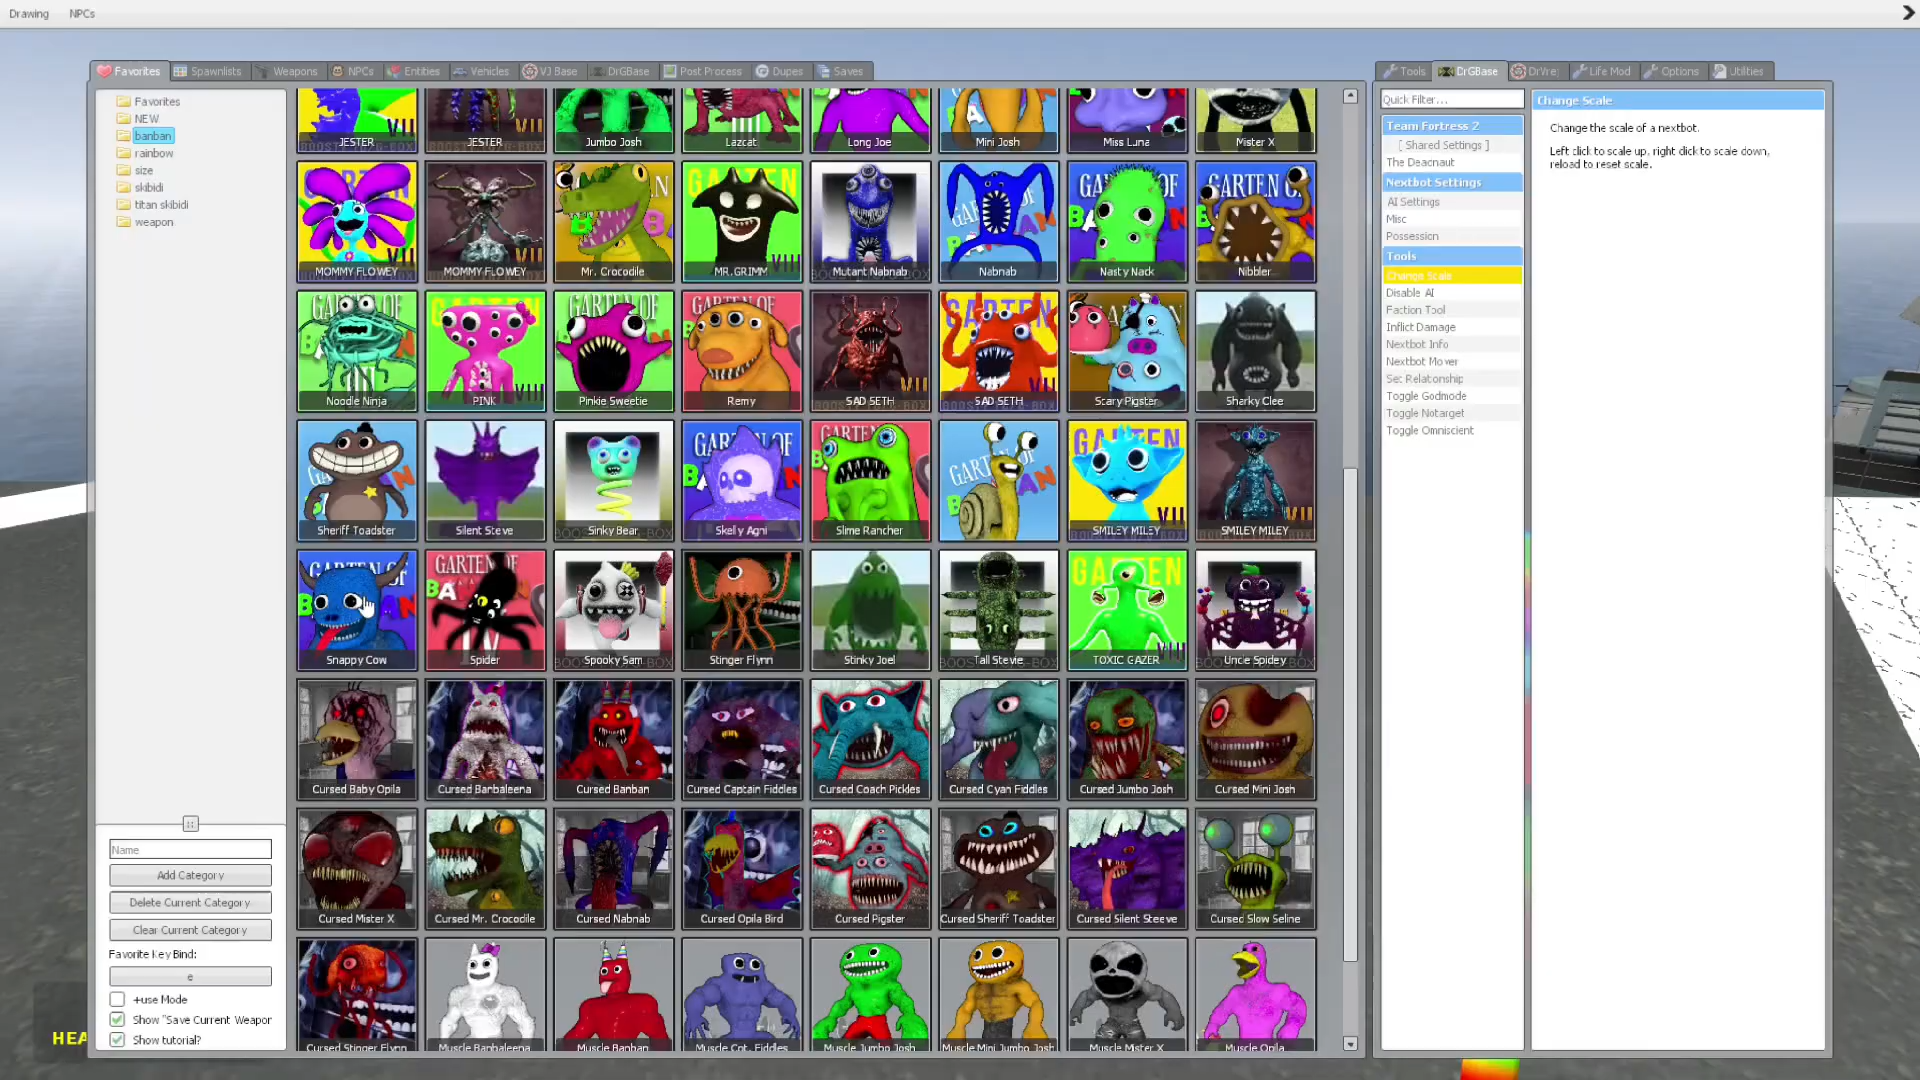 Drawing NPCs
Favorites Spawnlists Weapons NPCs Entities Vehicles VJ Base DrGBase Post Process Dupes Saves
Tools DrGBase DrVrej Life Mod Options Utilities
Favorites
NEW
banban
rainbow
size
skibidi
titan skibidi
weapon
JESTER JESTER Jumbo Josh Lazcat Long Joe Mini Josh Miss Luna Mister X
MOMMY FLOWEY MOMMY FLOWEY Mr. Crocodile MR.GRIMM Mutant Nabnab Nabnab Nasty Nack Nibbler
Noodle Ninja PINK Pinkie Sweetie Remy SAD SETH SAD SETH Scary Pigster Sharky Clee
Sheriff Toadster Silent Steve Sinky Bear Skelly Agni Slime Rancher SMILEY MILEY SMILEY MILEY
Snappy Cow Spider Spooky Sam Stinger Flynn Stinky Joel Tall Stevie TOXIC GAZER Uncle Spidey
Cursed Baby Opila Cursed Banbaleena Cursed Banban Cursed Captain Fiddles Cursed Coach Pickles Cursed Cyan Fiddles Cursed Jumbo Josh Cursed Mini Josh
Cursed Mister X Cursed Mr. Crocodile Cursed Nabnab Cursed Opila Bird Cursed Pigster Cursed Sheriff Toadster Cursed Silent Steeve Cursed Slow Seline
Cursed Stinger Flynn Muscle Banbaleena Muscle Banban Muscle Cpt. Fiddles Muscle Jumbo Josh Muscle Mini Jumbo Josh Muscle Mister X Muscle Opila
Name
Add Category
Delete Current Category
Clear Current Category
Favorite Key Bind:
e
+use Mode
Show "Save Current Weapor
Show tutorial?
HEA
Quick Filter...
Team Fortress 2
[ Shared Settings ]
The Deadnaut
Nextbot Settings
AI Settings
Misc
Possession
Tools
Change Scale
Disable AI
Faction Tool
Inflict Damage
Nextbot Info
Nextbot Mover
Set Relationship
Toggle Godmode
Toggle Notarget
Toggle Omniscient
Change Scale
Change the scale of a nextbot.
Left click to scale up, right click to scale down,
reload to reset scale.